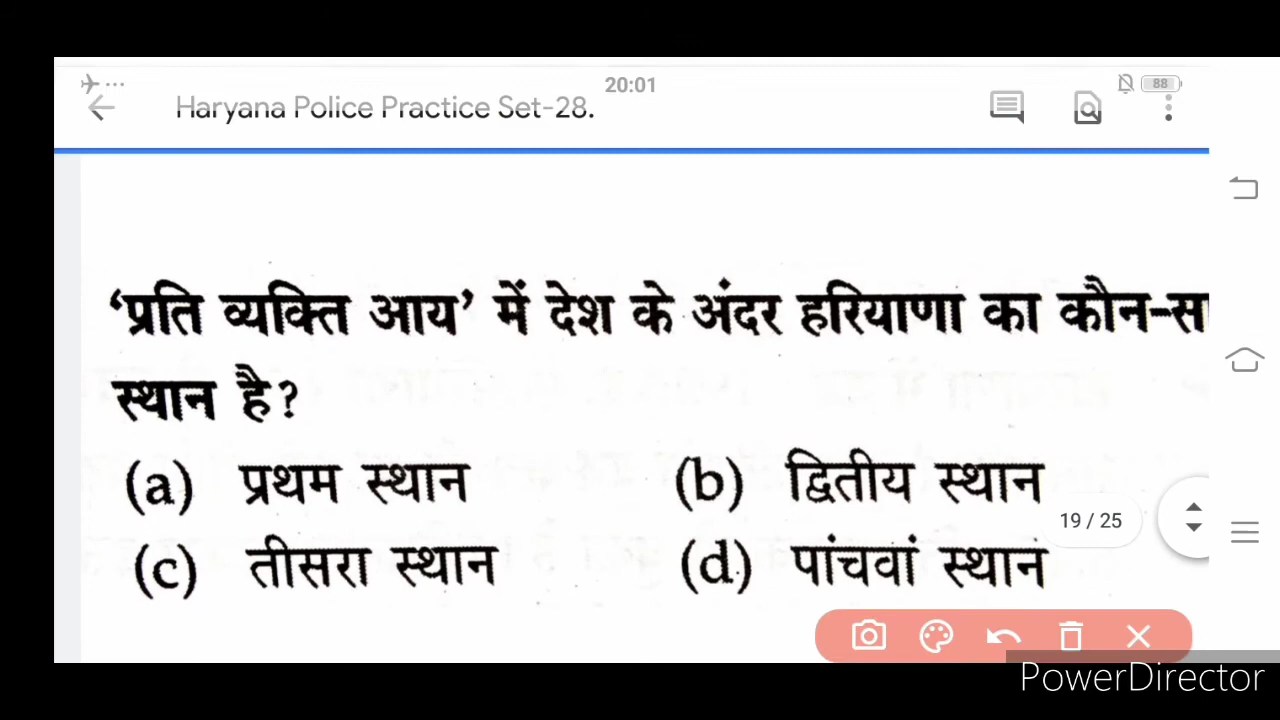 20:01
88
Haryana Police Practice Set-28.
‘प्रति व्यक्ति आय’ में देश के अंदर हरियाणा का कौन-सा
स्थान है?
(a) प्रथम स्थान (b) द्वितीय स्थान
19 / 25
(c) तीसरा स्थान (d) पांचवां स्थान
PowerDirector